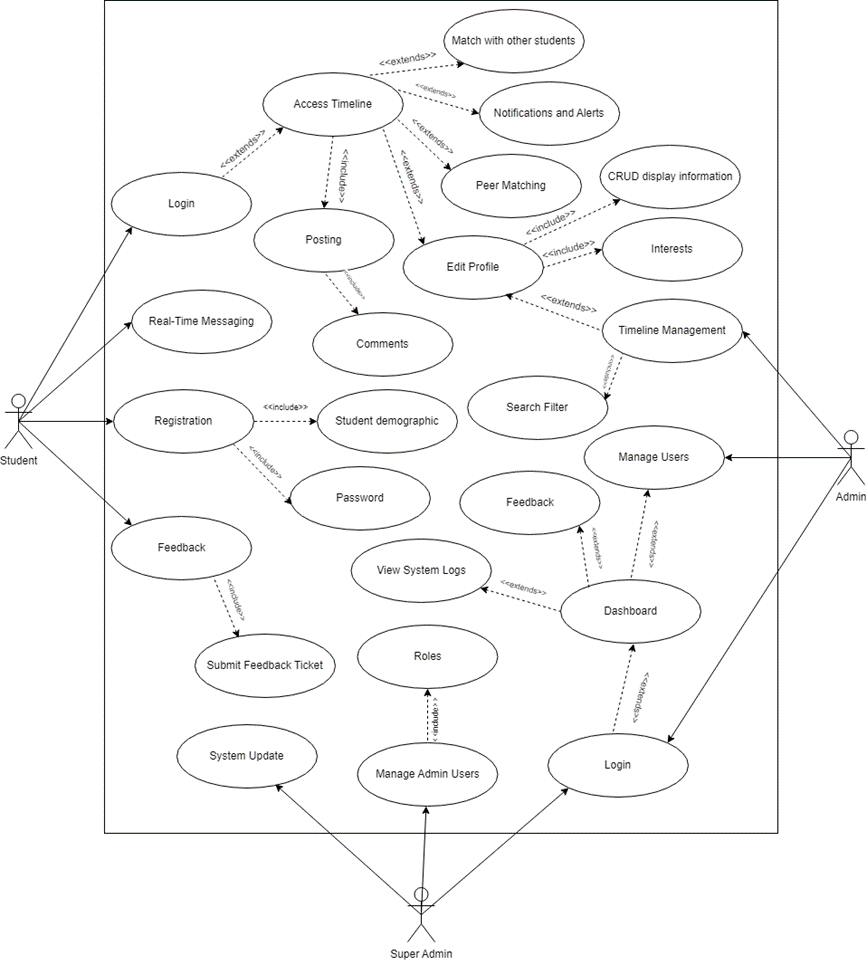 Match with other students
<<extends>>
Access Timeline
<<extends>>
Notifications and Alerts
<<extends>>
<<extends>>
<<include>>
<<extends>>
Peer Matching
CRUD display information
Login
<<include>>
Posting
<<include>>
Interests
Edit Profile
<<include>>
<<extends>>
Real-Time Messaging
Timeline Management
Comments
<<include>>
Search Filter
<<include>>
Registration
Student demographic
Student
Manage Users
<<include>>
Password
Feedback
Admin
Feedback
<<extends>>
<<extends>>
View System Logs
<<extends>>
<<include>>
Dashboard
Roles
Submit Feedback Ticket
<<extends>>
<<include>>
System Update
Manage Admin Users
Login
Super Admin